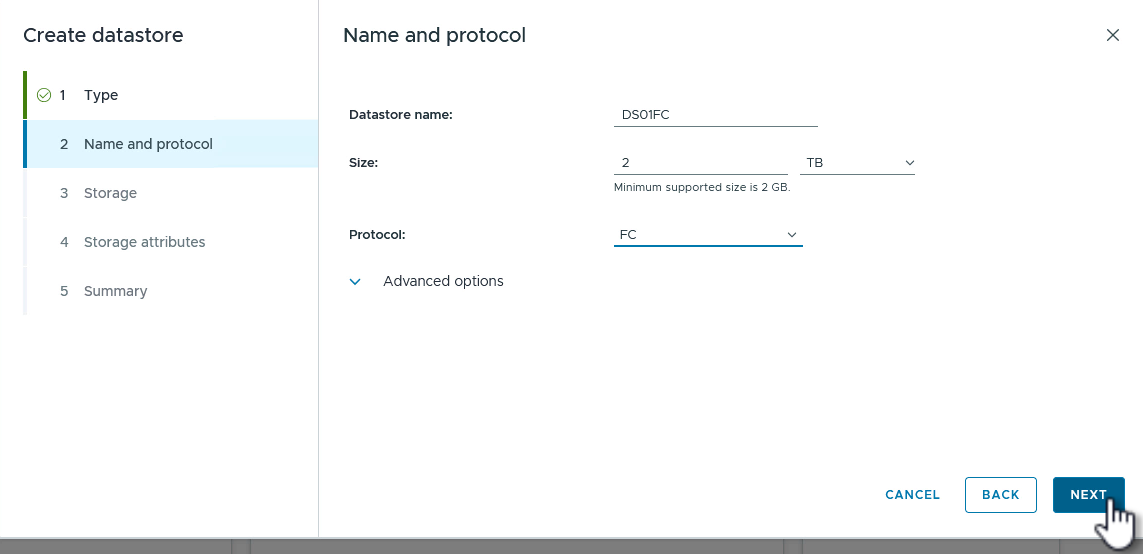 Create datastore
1 Type
2 Name and protocol
3 Storage
4 Storage attributes
5 Summary
Name and protocol
Datastore name: DS01FC
Size: 2 TB
Minimum supported size is 2 GB.
Protocol: FC
Advanced options
CANCEL BACK NEXT